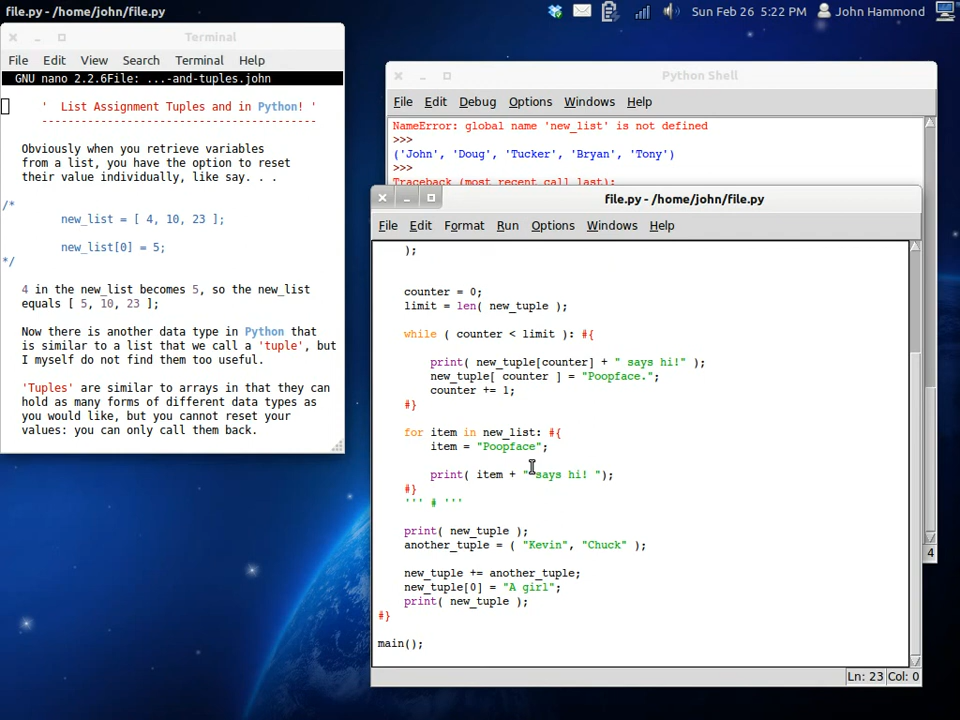 file.py - /home/john/file.py
Sun Feb 26 5:22 PM John Hammond
Terminal
File Edit View Search Terminal Help
GNU nano 2.2.6File: ...-and-tuples.john
' List Assignment Tuples and in Python! '
-----------------------------------------
Obviously when you retrieve variables
from a list, you have the option to reset
their value individually, like say. . .
/*
new_list = [ 4, 10, 23 ];
new_list[0] = 5;
*/
4 in the new_list becomes 5, so the new_list
equals [ 5, 10, 23 ];
Now there is another data type in Python that
is similar to a list that we call a 'tuple', but
I myself do not find them too useful.
'Tuples' are similar to arrays in that they can
hold as many forms of different data types as
you would like, but you cannot reset your
values: you can only call them back.
Python Shell
File Edit Debug Options Windows Help
NameError: global name 'new_list' is not defined
>>>
('John', 'Doug', 'Tucker', 'Bryan', 'Tony')
>>>
Traceback (most recent call last):
4
file.py - /home/john/file.py
File Edit Format Run Options Windows Help
);
counter = 0;
limit = len( new_tuple );
while ( counter < limit ): #{
print( new_tuple[counter] + " says hi!" );
new_tuple[ counter ] = "Poopface.";
counter += 1;
#}
for item in new_list: #{
item = "Poopface";
print( item + " says hi! ");
#}
''' # '''
print( new_tuple );
another_tuple = ( "Kevin", "Chuck" );
new_tuple += another_tuple;
new_tuple[0] = "A girl";
print( new_tuple );
#}
main();
Ln: 23 Col: 0